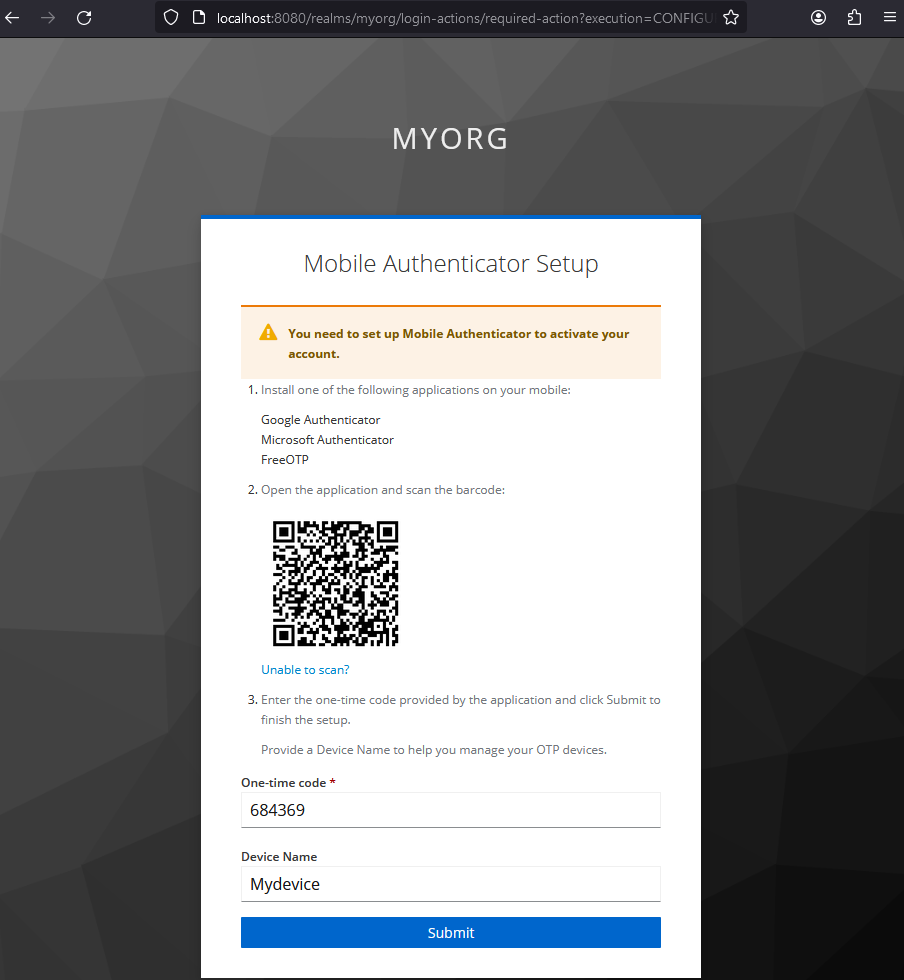 localhost:8080/realms/myorg/login-actions/required-action?execution=CONFIGU
MYORG
Mobile Authenticator Setup
You need to set up Mobile Authenticator to activate your
account.
1. Install one of the following applications on your mobile:
Google Authenticator
Microsoft Authenticator
FreeOTP
2. Open the application and scan the barcode:
Unable to scan?
3. Enter the one-time code provided by the application and click Submit to
finish the setup.
Provide a Device Name to help you manage your OTP devices.
One-time code *
684369
Device Name
Mydevice
Submit